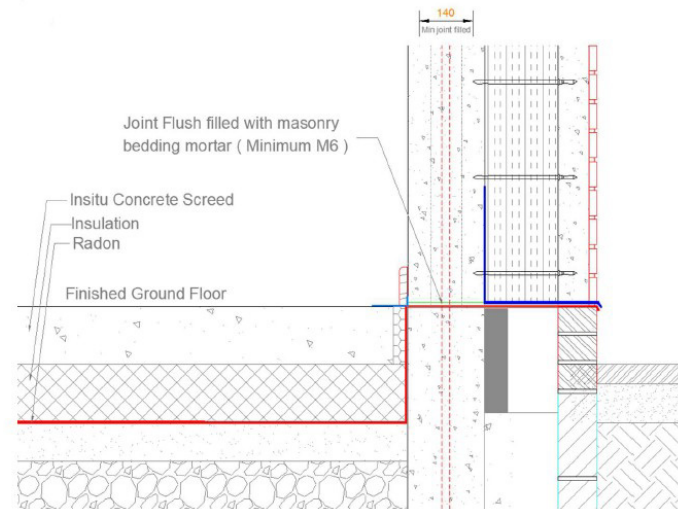 140
Min joint filled
Joint Flush filled with masonry
bedding mortar ( Minimum M6 )
Insitu Concrete Screed
Insulation
Radon
Finished Ground Floor